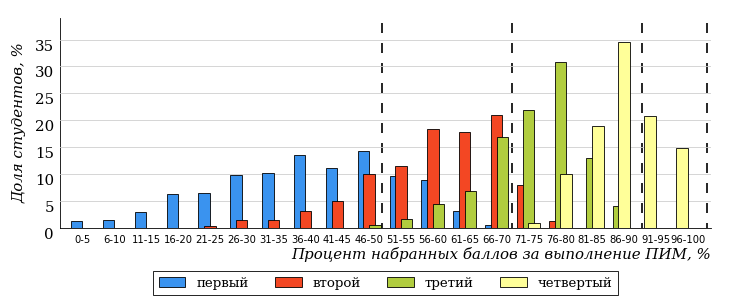 Доля студентов, %
35
30
25
20
15
10
5
0
0-5 6-10 11-15 16-20 21-25 26-30 31-35 36-40 41-45 46-50 51-55 56-60 61-65 66-70 71-75 76-80 81-85 86-90 91-95 96-100
Процент набранных баллов за выполнение ПИМ, %
первый второй третий четвертый